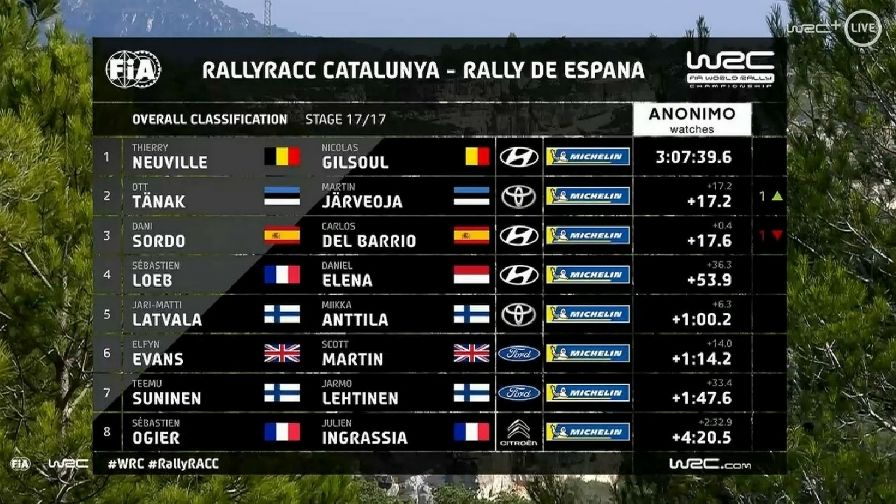 WRC+ LIVE
FIA RALLYRACC CATALUNYA - RALLY DE ESPANA WRC
FIA WORLD RALLY
CHAMPIONSHIP
OVERALL CLASSIFICATION STAGE 17/17 ANONIMO
watches
1 THIERRY NEUVILLE NICOLAS GILSOUL MICHELIN 3:07:39.6
2 OTT TÄNAK MARTIN JÄRVEOJA MICHELIN +17.2 +17.2 1
3 DANI SORDO CARLOS DEL BARRIO MICHELIN +0.4 +17.6 1
4 SÉBASTIEN LOEB DANIEL ELENA MICHELIN +36.3 +53.9
5 JARI-MATTI LATVALA MIIKKA ANTTILA MICHELIN +6.3 +1:00.2
6 ELFYN EVANS SCOTT MARTIN Ford MICHELIN +14.0 +1:14.2
7 TEEMU SUNINEN JARMO LEHTINEN Ford MICHELIN +33.4 +1:47.6
8 SÉBASTIEN OGIER JULIEN INGRASSIA CITROËN MICHELIN +2:32.9 +4:20.5
FIA WRC #WRC #RallyRACC WRC.COM